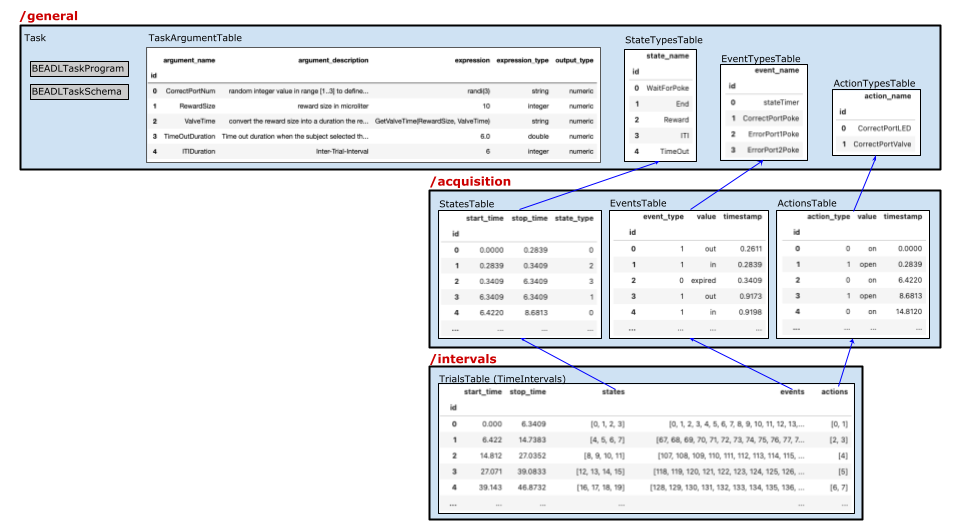 /general
Task
BEADLTaskProgram
BEADLTaskSchema
TaskArgumentTable
argument_name argument_description expression expression_type output_type
id
0 CorrectPortNum random integer value in range [1...3] to define... randi(3) string numeric
1 RewardSize reward size in microliter 10 integer numeric
2 ValveTime convert the reward size into a duration the re... GetValveTime(RewardSize, ValveTime) string numeric
3 TimeOutDuration Time out duration when the subject selected th... 6.0 double numeric
4 ITIDuration Inter-Trial-Interval 6 integer numeric
StateTypesTable
state_name
id
0 WaitForPoke
1 End
2 Reward
3 ITI
4 TimeOut
EventTypesTable
event_name
id
0 stateTimer
1 CorrectPortPoke
2 ErrorPort1Poke
3 ErrorPort2Poke
ActionTypesTable
action_name
id
0 CorrectPortLED
1 CorrectPortValve
/acquisition
StatesTable
start_time stop_time state_type
id
0 0.0000 0.2839 0
1 0.2839 0.3409 2
2 0.3409 6.3409 3
3 6.3409 6.3409 1
4 6.4220 8.6813 0
... ... ... ...
EventsTable
event_type value timestamp
id
0 1 out 0.2611
1 1 in 0.2839
2 0 expired 0.3409
3 1 out 0.9173
4 1 in 0.9198
... ... ... ...
ActionsTable
action_type value timestamp
id
0 0 on 0.0000
1 1 open 0.2839
2 0 on 6.4220
3 1 open 8.6813
4 0 on 14.8120
... ... ... ...
/intervals
TrialsTable (TimeIntervals)
start_time stop_time states events actions
id
0 0.000 6.3409 [0, 1, 2, 3] [0, 1, 2, 3, 4, 5, 6, 7, 8, 9, 10, 11, 12, 13,... [0, 1]
1 6.422 14.7383 [4, 5, 6, 7] [67, 68, 69, 70, 71, 72, 73, 74, 75, 76, 77, 7... [2, 3]
2 14.812 27.0352 [8, 9, 10, 11] [107, 108, 109, 110, 111, 112, 113, 114, 115, ... [4]
3 27.071 39.0833 [12, 13, 14, 15] [118, 119, 120, 121, 122, 123, 124, 125, 126, ... [5]
4 39.143 46.8732 [16, 17, 18, 19] [128, 129, 130, 131, 132, 133, 134, 135, 136, ... [6, 7]
... ... ... ... ... ...